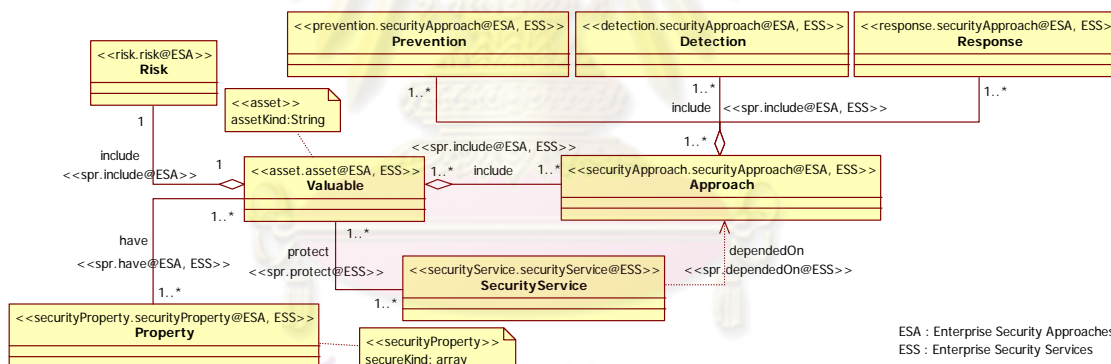 <<prevention.securityApproach@ESA, ESS>>
Prevention
<<detection.securityApproach@ESA, ESS>>
Detection
<<response.securityApproach@ESA, ESS>>
Response
<<risk.risk@ESA>>
Risk
<<asset>>
assetKind:String
1..*
1..*
1..*
include
<<spr.include@ESA, ESS>>
1
include
<<spr.include@ESA>>
1
<<asset.asset@ESA, ESS>>
Valuable
<<spr.include@ESA, ESS>>
1..*
include
1..*
1..*
<<securityApproach.securityApproach@ESA, ESS>>
Approach
1..*
have
<<spr.have@ESA, ESS>>
1..*
1..*
protect
<<spr.protect@ESS>>
1..*
<<securityService.securityService@ESS>>
SecurityService
dependedOn
<<spr.dependedOn@ESS>>
<<securityProperty.securityProperty@ESA, ESS>>
Property
<<securityProperty>>
secureKind: array
ESA : Enterprise Security Approaches
ESS : Enterprise Security Services